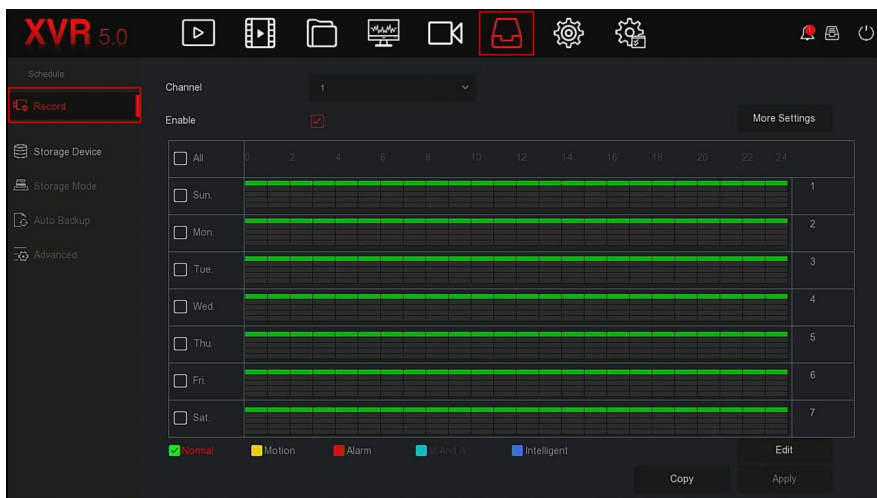 XVR 5.0
Schedule
Record
Storage Device
Storage Mode
Auto Backup
Advanced
Channel 1
Enable More Settings
All 0 2 4 6 8 10 12 14 16 18 20 22 24
Sun. 1
Mon. 2
Tue. 3
Wed. 4
Thu. 5
Fri. 6
Sat. 7
Normal Motion Alarm M And A Intelligent Edit
Copy Apply